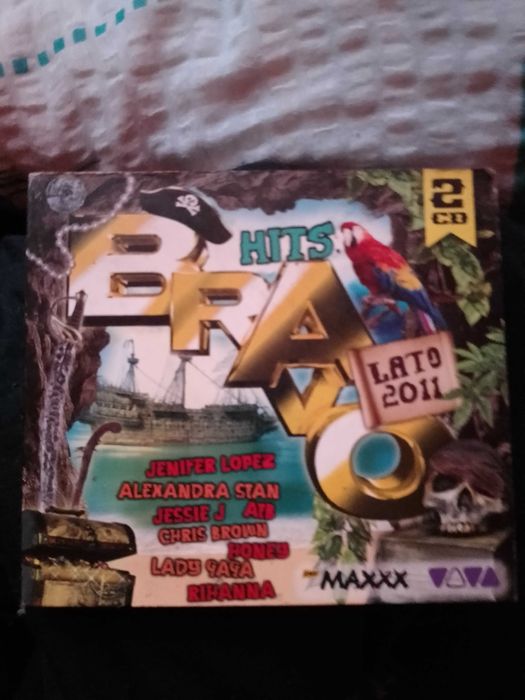 2
CD
HITS
BRAVO
LATO
2011
JENIFER LOPEZ
ALEXANDRA STAN
JESSIE J AFB
CHRIS BROWN
HONEY
LADY GAGA
RIHANNA
MAXXX
VIVA